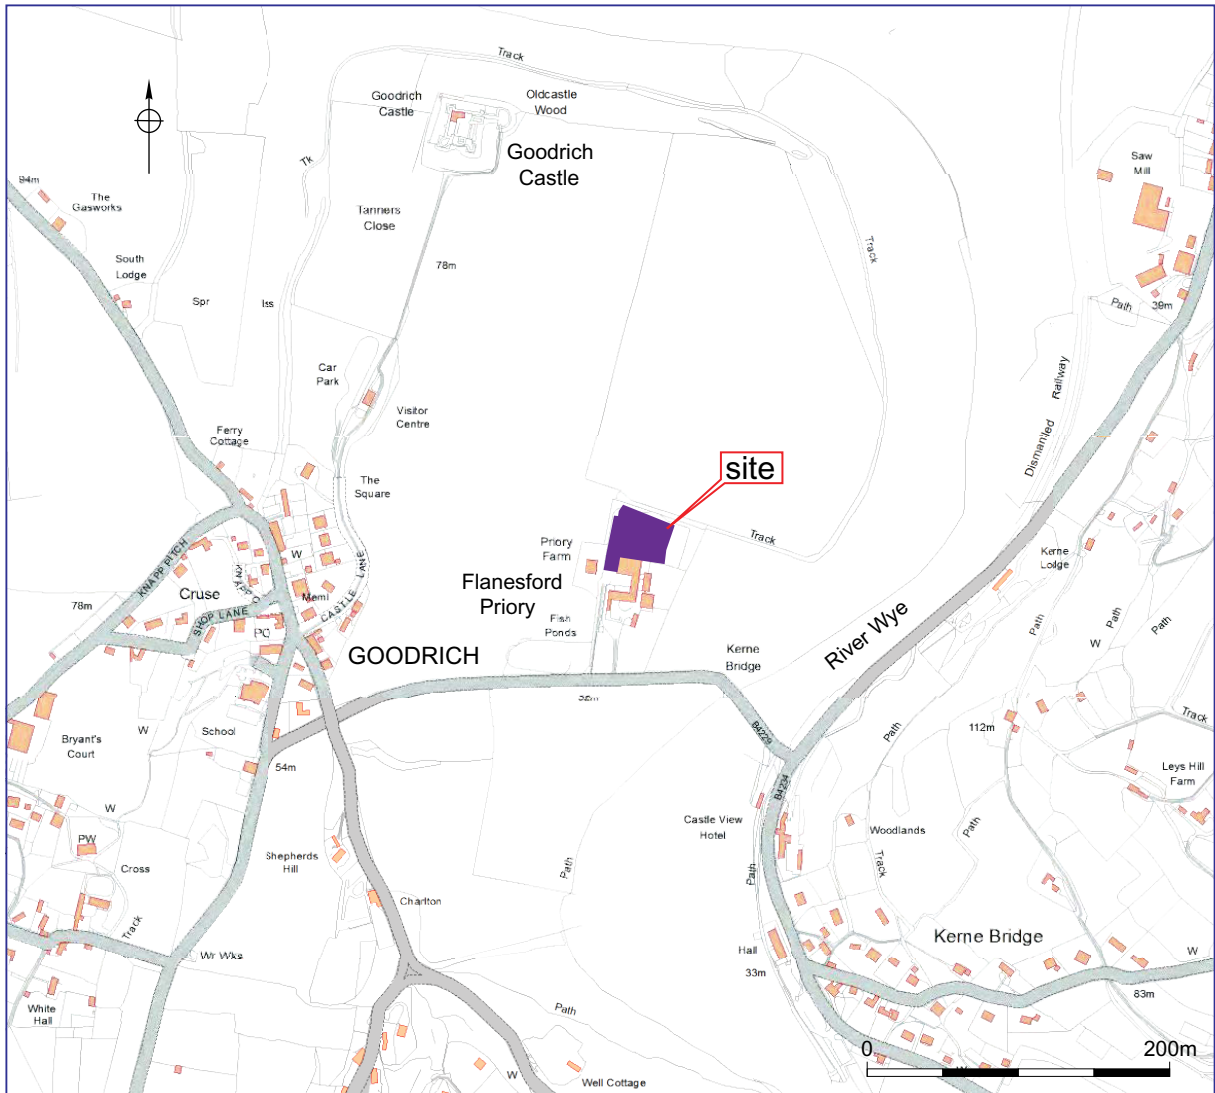 Track
Goodrich
Castle
Oldcastle
Wood
Goodrich
Castle
Saw
Mill
Tk
94m
The
Gasworks
Tanners
Close
Track
South
Lodge
78m
Spr
Iss
Path
39m
Car
Park
Dismantled Railway
Visitor
Centre
Ferry
Cottage
site
The
Square
Track
Priory
Farm
KNAPP PITCH
W
Kerne
Lodge
Flanesford
Priory
Cruse
Meml
CASTLE LANE
78m
SHOP LANE
PO
Fish
Ponds
River Wye
Path
Path
Path
W
GOODRICH
Kerne
Bridge
Track
Path
B4229
112m
School
W
Bryant's
Court
54m
B4234
Leys Hill
Farm
W
Castle View
Hotel
Woodlands
Path
PW
Shepherds
Hill
Cross
Path
Path
Track
Charlton
Track
Kerne Bridge
Hall
W
Wr Wks
33m
83m
White
Hall
Path
0
200m
W
W
Well Cottage